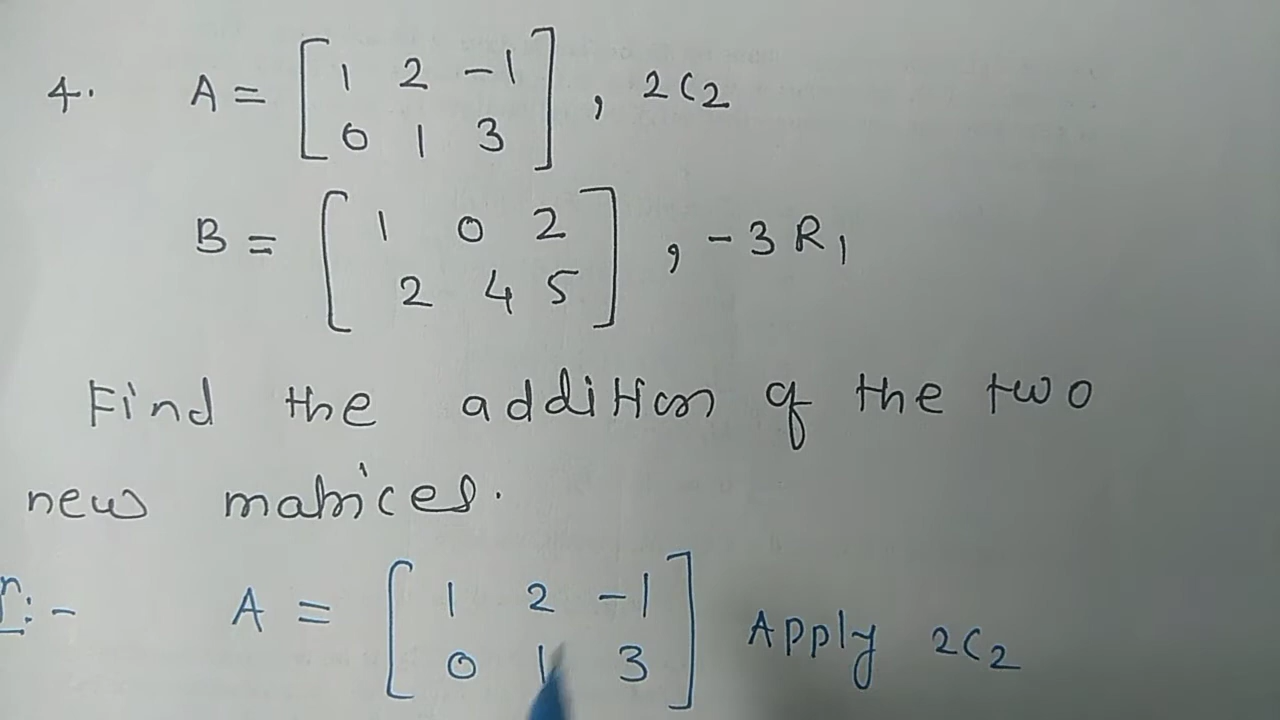 4. A = [ 1 2 -1 ] , 2C2
0 1 3
B = [ 1 0 2 ] , -3R1
2 4 5
Find the addition of the two
new matrices.
:- A = [ 1 2 -1 ] Apply 2C2
0 1 3